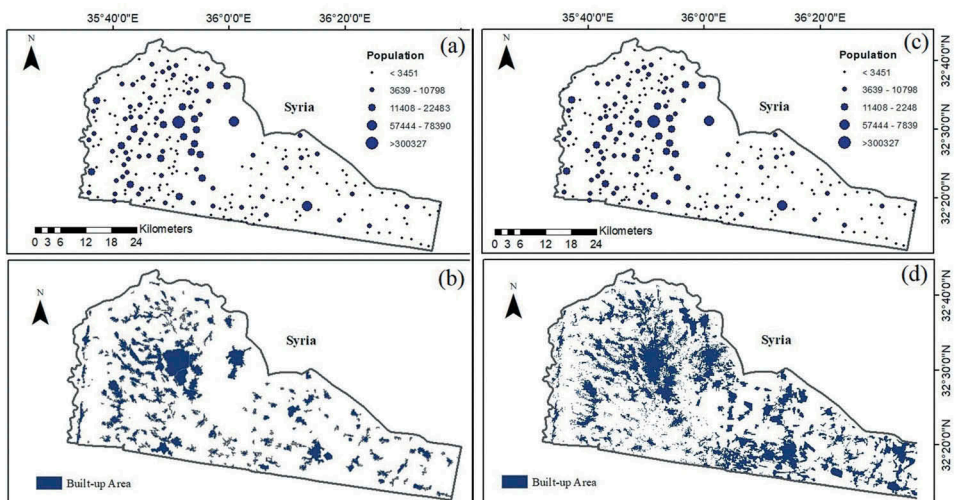 35°40'0"E 36°0'0"E 36°20'0"E 35°40'0"E 36°0'0"E 36°20'0"E
N
(a)
Population
< 3451
3639 - 10798
11408 - 22483
57444 - 78390
>300327
Syria
Kilometers
0 3 6 12 18 24
N
(c)
Population
< 3451
3639 - 10798
11408 - 2248
57444 - 7839
>300327
Syria
Kilometers
0 3 6 12 18 24
32°40'0"N
32°30'0"N
32°20'0"N
N
(b)
Syria
Built-up Area
N
(d)
Syria
Built-up Area
32°40'0"N
32°30'0"N
32°20'0"N